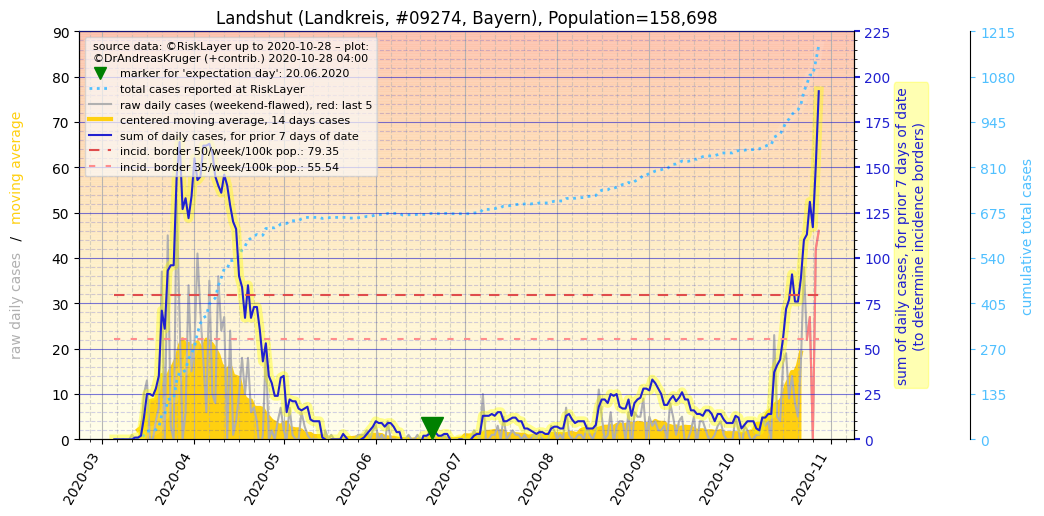 Landshut (Landkreis, #09274, Bayern), Population=158,698
source data: ©RiskLayer up to 2020-10-28 – plot:
©DrAndreasKruger (+contrib.) 2020-10-28 04:00
marker for 'expectation day': 20.06.2020
total cases reported at RiskLayer
raw daily cases (weekend-flawed), red: last 5
centered moving average, 14 days cases
sum of daily cases, for prior 7 days of date
incid. border 50/week/100k pop.: 79.35
incid. border 35/week/100k pop.: 55.54
raw daily cases / moving average
90
80
70
60
50
40
30
20
10
0
2020-03
2020-04
2020-05
2020-06
2020-07
2020-08
2020-09
2020-10
2020-11
225
200
175
150
125
100
75
50
25
0
sum of daily cases, for prior 7 days of date
(to determine incidence borders)
1215
1080
945
810
675
540
405
270
135
0
cumulative total cases